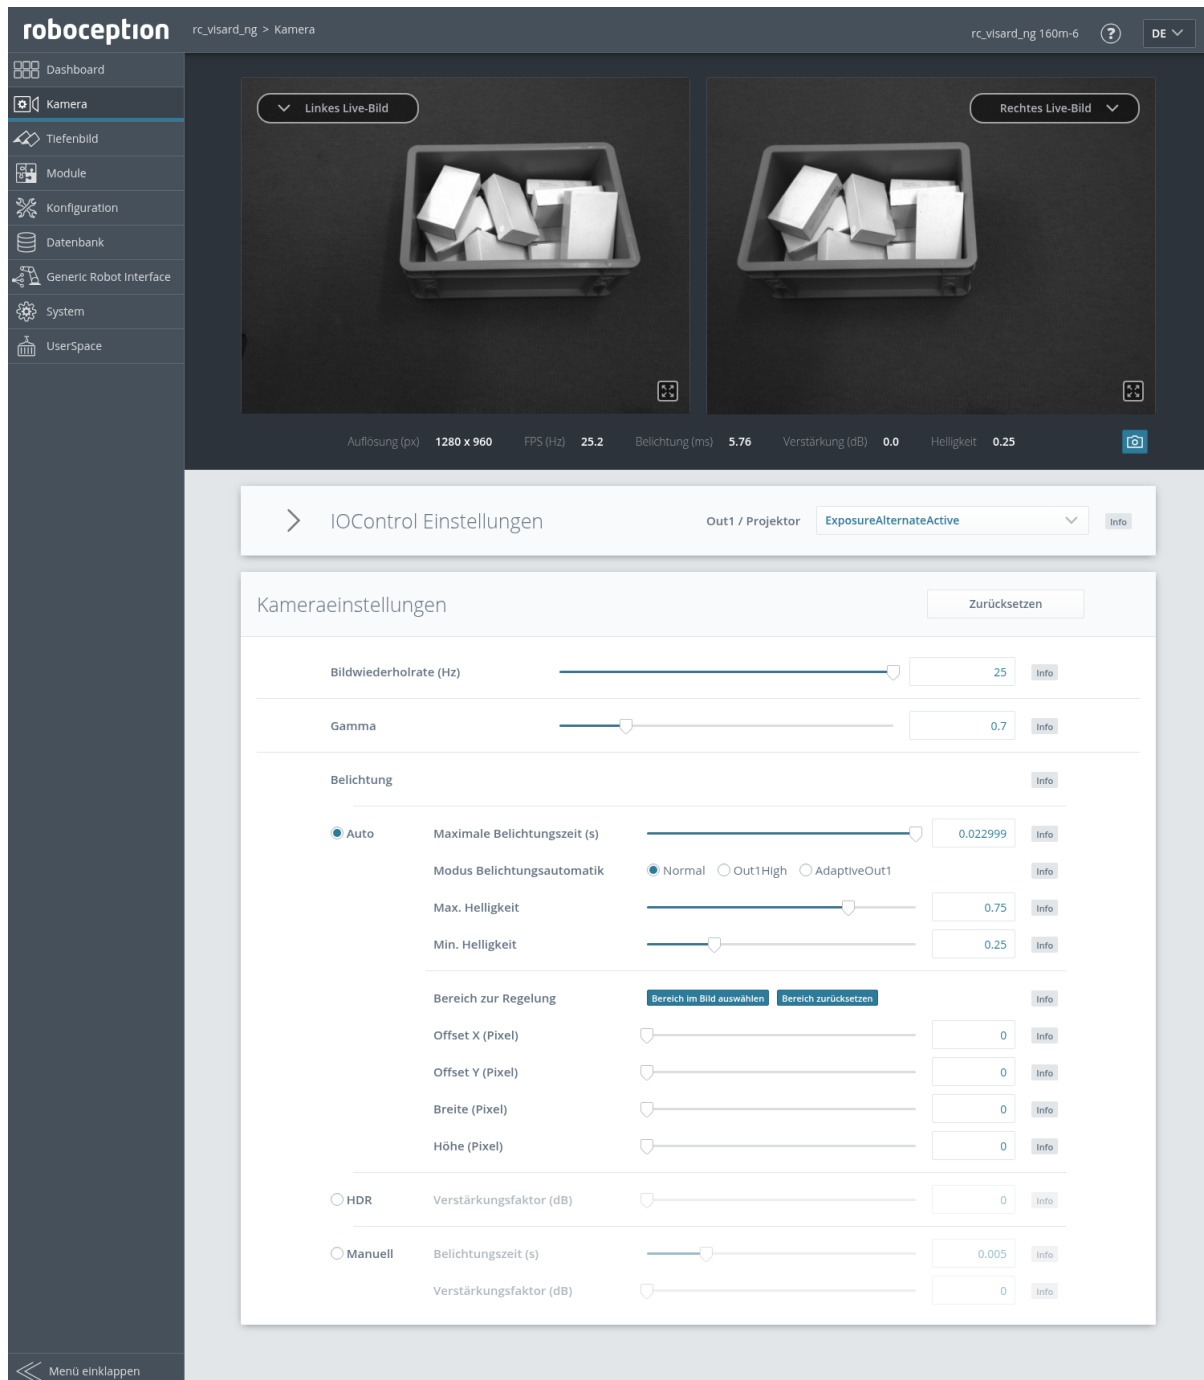 roboception
rc_visard_ng > Kamera
rc_visard_ng 160m-6
?
DE
Dashboard
Kamera
Tiefenbild
Module
Konfiguration
Datenbank
Generic Robot Interface
System
UserSpace
Linkes Live-Bild
Rechtes Live-Bild
Auflösung (px) 1280 x 960 FPS (Hz) 25.2 Belichtung (ms) 5.76 Verstärkung (dB) 0.0 Helligkeit 0.25
IOControl Einstellungen Out1 / Projektor ExposureAlternateActive Info
Kameraeinstellungen Zurücksetzen
Bildwiederholrate (Hz) 25 Info
Gamma 0.7 Info
Belichtung Info
Auto Maximale Belichtungszeit (s) 0.022999 Info
Modus Belichtungsautomatik Normal Out1High AdaptiveOut1 Info
Max. Helligkeit 0.75 Info
Min. Helligkeit 0.25 Info
Bereich zur Regelung Bereich im Bild auswählen Bereich zurücksetzen Info
Offset X (Pixel) 0 Info
Offset Y (Pixel) 0 Info
Breite (Pixel) 0 Info
Höhe (Pixel) 0 Info
HDR Verstärkungsfaktor (dB) 0 Info
Manuell Belichtungszeit (s) 0.005 Info
Verstärkungsfaktor (dB) 0 Info
Menü einklappen